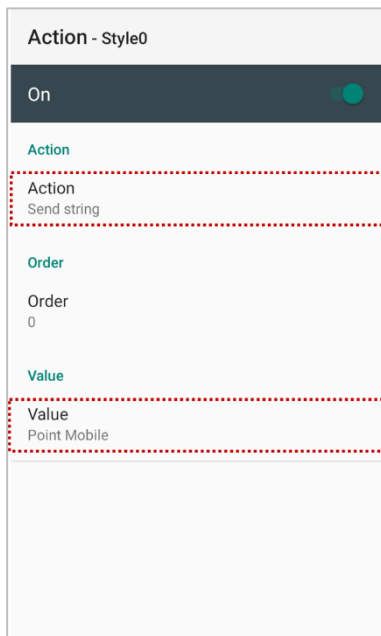 Action - Style0
On
Action
Action
Send string
Order
Order
0
Value
Value
Point Mobile